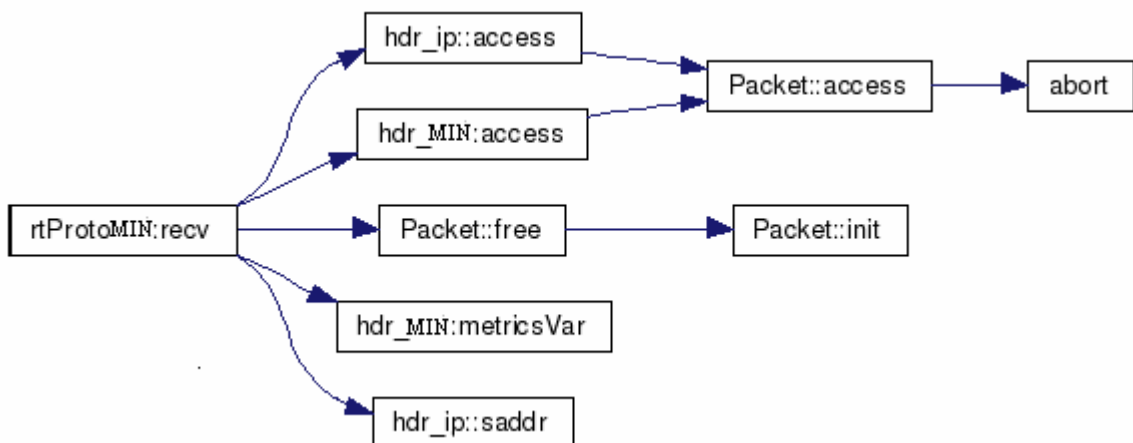 hdr_ip::access
Packet::access
abort
hdr_MIN:access
rtProtoMIN:recv
Packet::free
Packet::init
hdr_MIN:metricsVar
hdr_ip::saddr